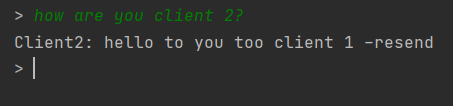 > how are you client 2?
Client2: hello to you too client 1 -resend
>